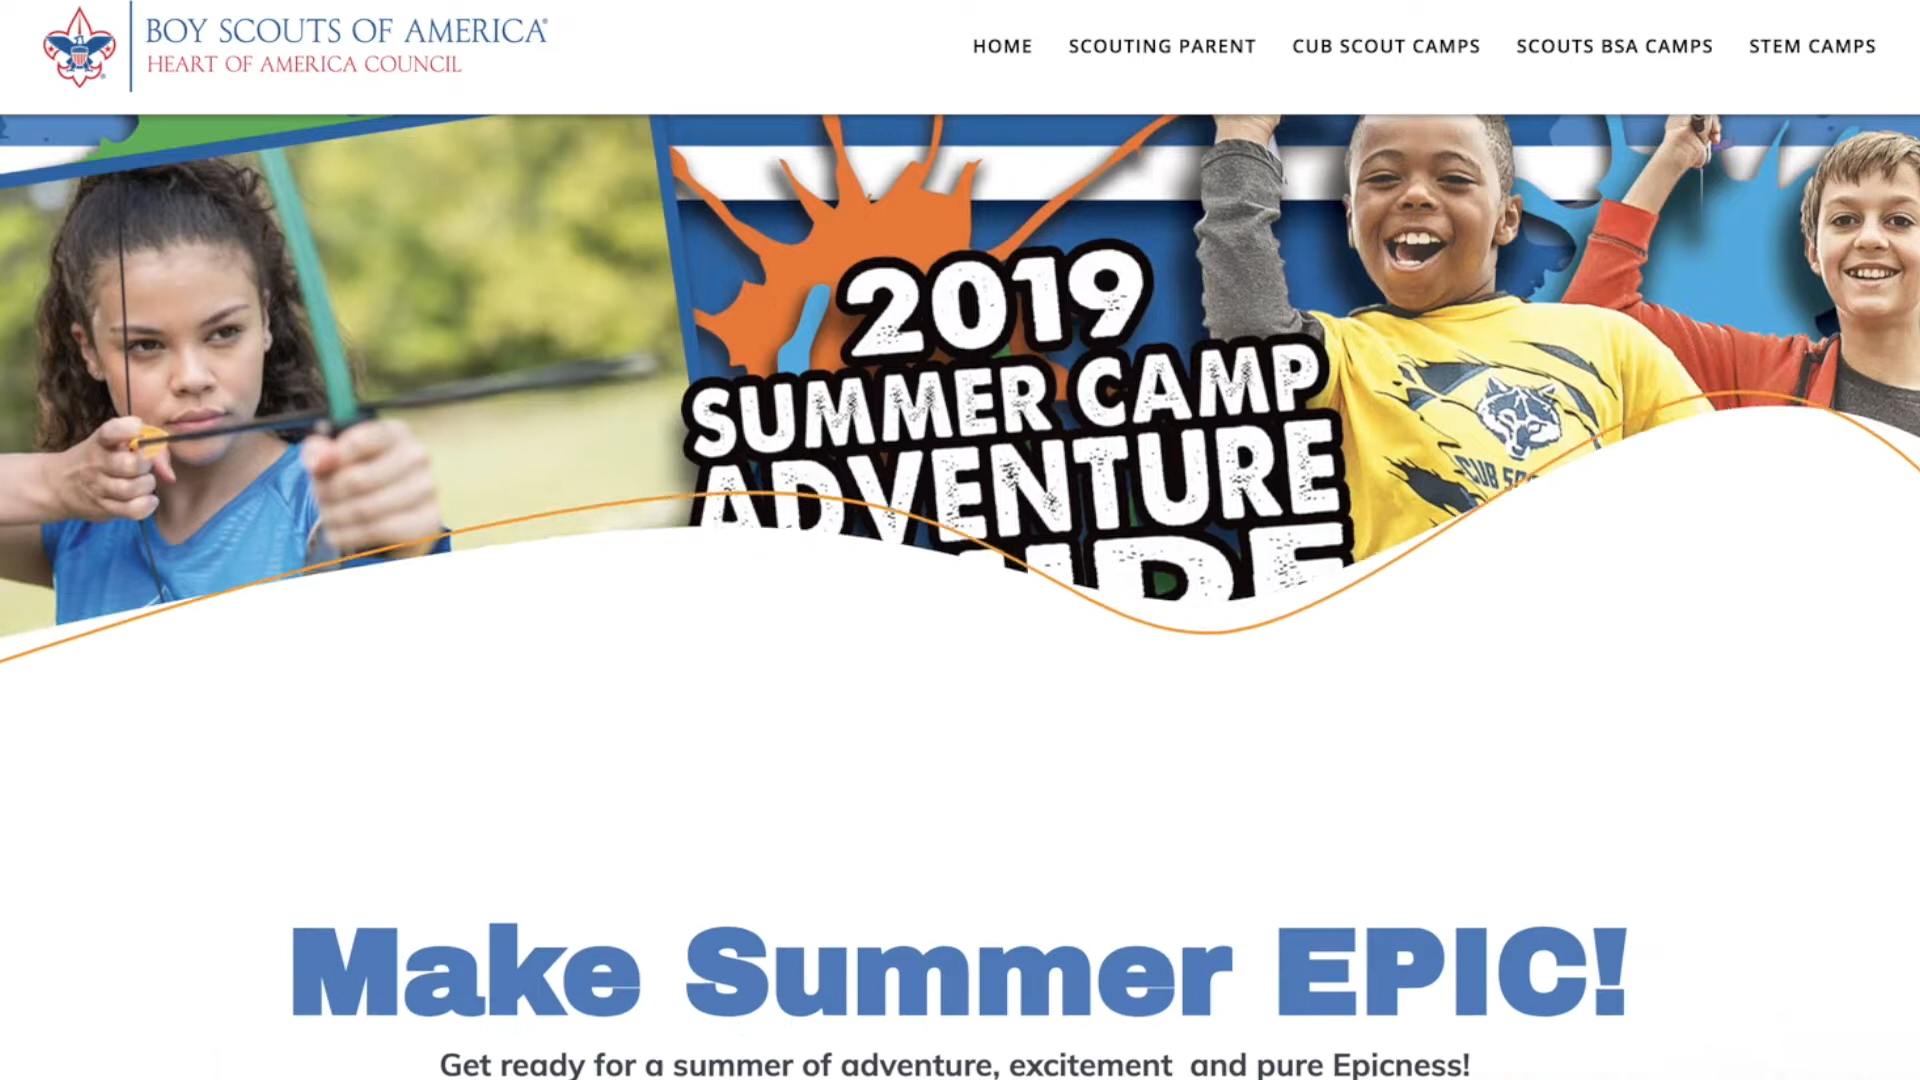 BOY SCOUTS OF AMERICA®
HEART OF AMERICA COUNCIL
HOME SCOUTING PARENT CUB SCOUT CAMPS SCOUTS BSA CAMPS STEM CAMPS
2019
SUMMER CAMP
ADVENTURE
CUB
Make Summer EPIC!
Get ready for a summer of adventure, excitement and pure Epicness!